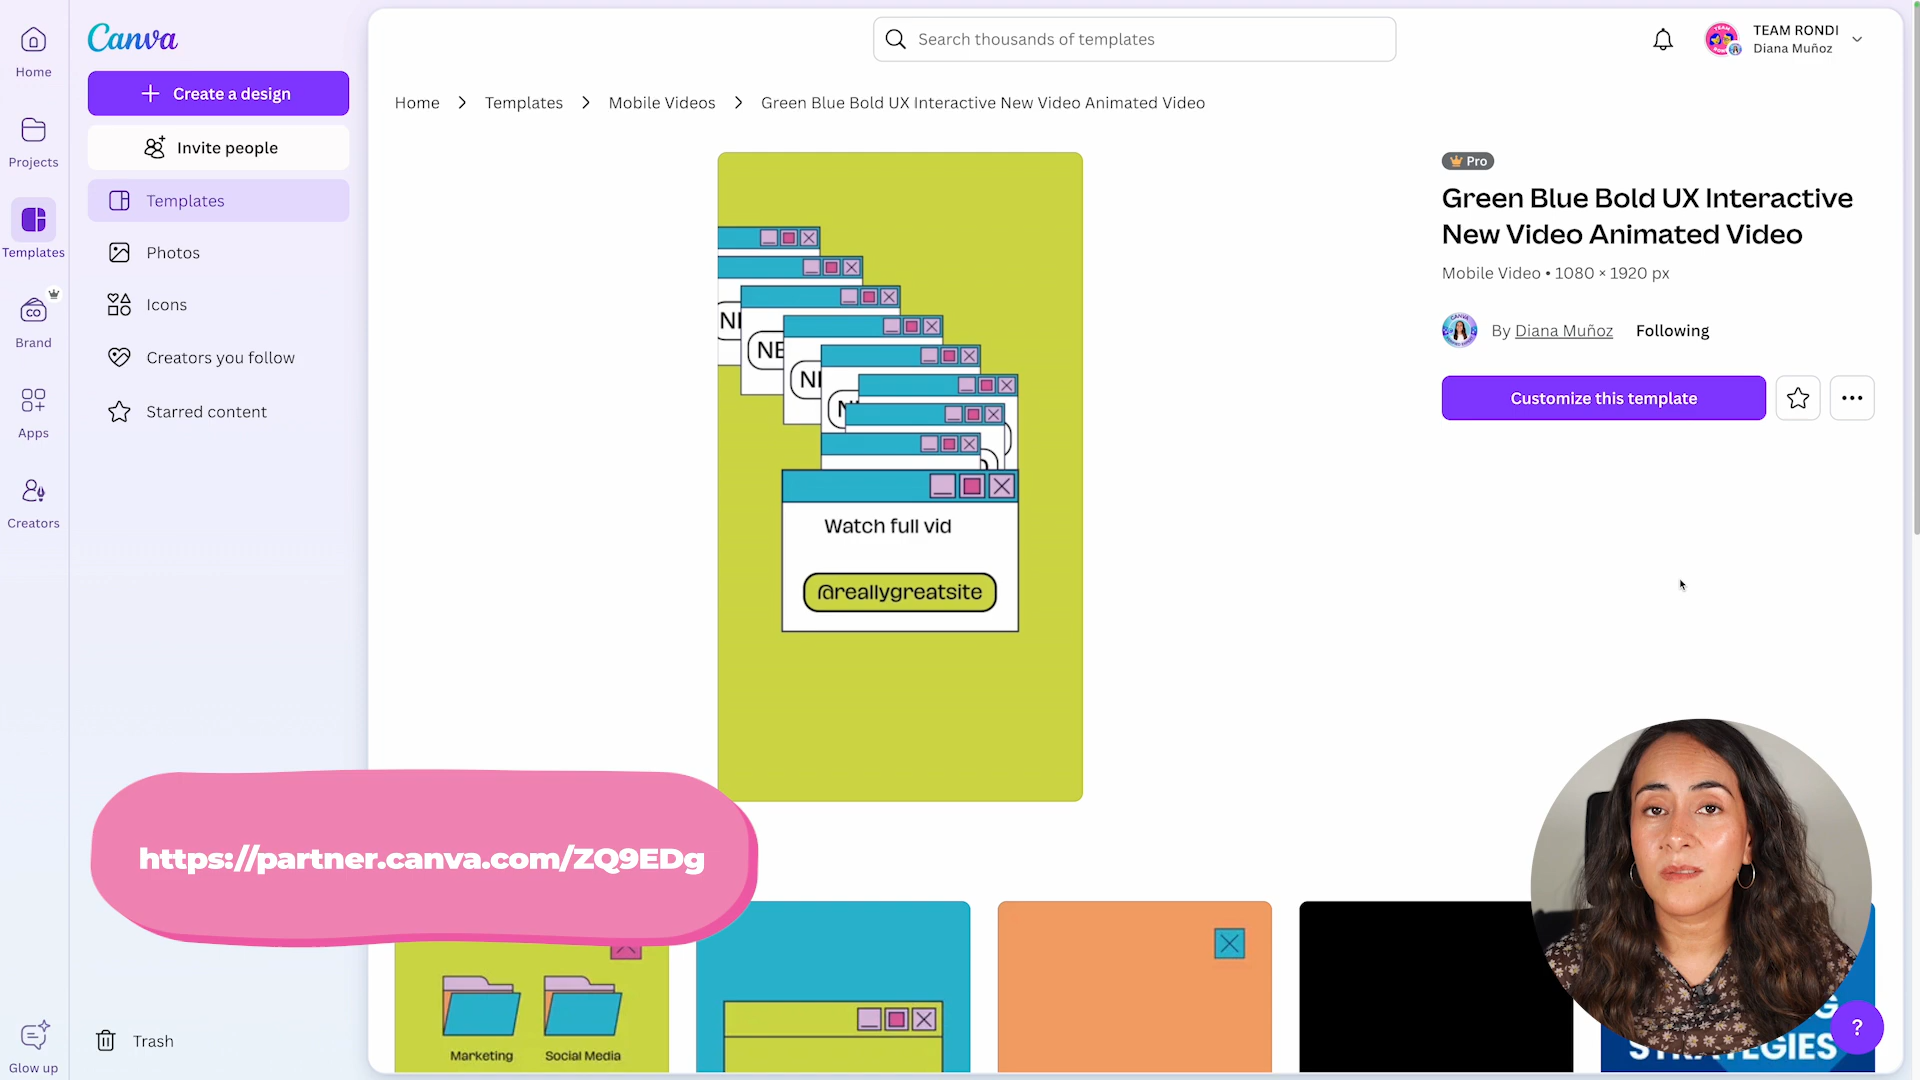 Home
Projects
Templates
Brand
Apps
Creators
Glow up
Canva
Create a design
Invite people
Templates
Photos
Icons
Creators you follow
Starred content
Trash
Search thousands of templates
TEAM RONDI
Diana Muñoz
Home > Templates > Mobile Videos > Green Blue Bold UX Interactive New Video Animated Video
Watch full vid
@reallygreatsite
Pro
Green Blue Bold UX Interactive
New Video Animated Video
Mobile Video • 1080 × 1920 px
By Diana Muñoz
Following
Customize this template
https://partner.canva.com/ZQ9EDg
Marketing
Social Media
?